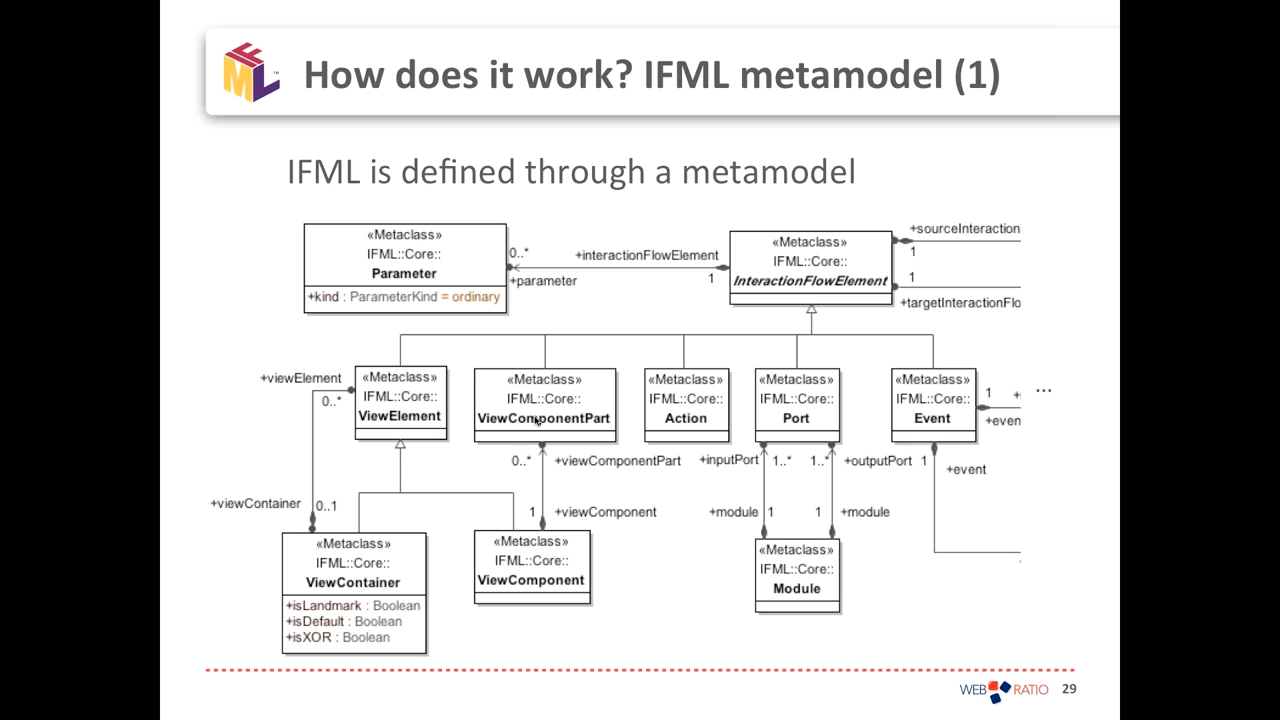 IFML™
How does it work? IFML metamodel (1)
IFML is defined through a metamodel
«Metaclass»
IFML::Core::
Parameter
+kind : ParameterKind = ordinary
0..*
+parameter
+interactionFlowElement
1
«Metaclass»
IFML::Core::
InteractionFlowElement
+sourceInteraction
1
1
+targetInteractionFlo
+viewElement
0..*
«Metaclass»
IFML::Core::
ViewElement
«Metaclass»
IFML::Core::
ViewComponentPart
«Metaclass»
IFML::Core::
Action
«Metaclass»
IFML::Core::
Port
«Metaclass»
IFML::Core::
Event
1
+even
...
0..*
+viewComponentPart
+inputPort
1..*
1..*
+outputPort
1
+event
+viewContainer
0..1
1
+viewComponent
+module
1
1
+module
«Metaclass»
IFML::Core::
ViewContainer
+isLandmark : Boolean
+isDefault : Boolean
+isXOR : Boolean
«Metaclass»
IFML::Core::
ViewComponent
«Metaclass»
IFML::Core::
Module
WEB RATIO
29